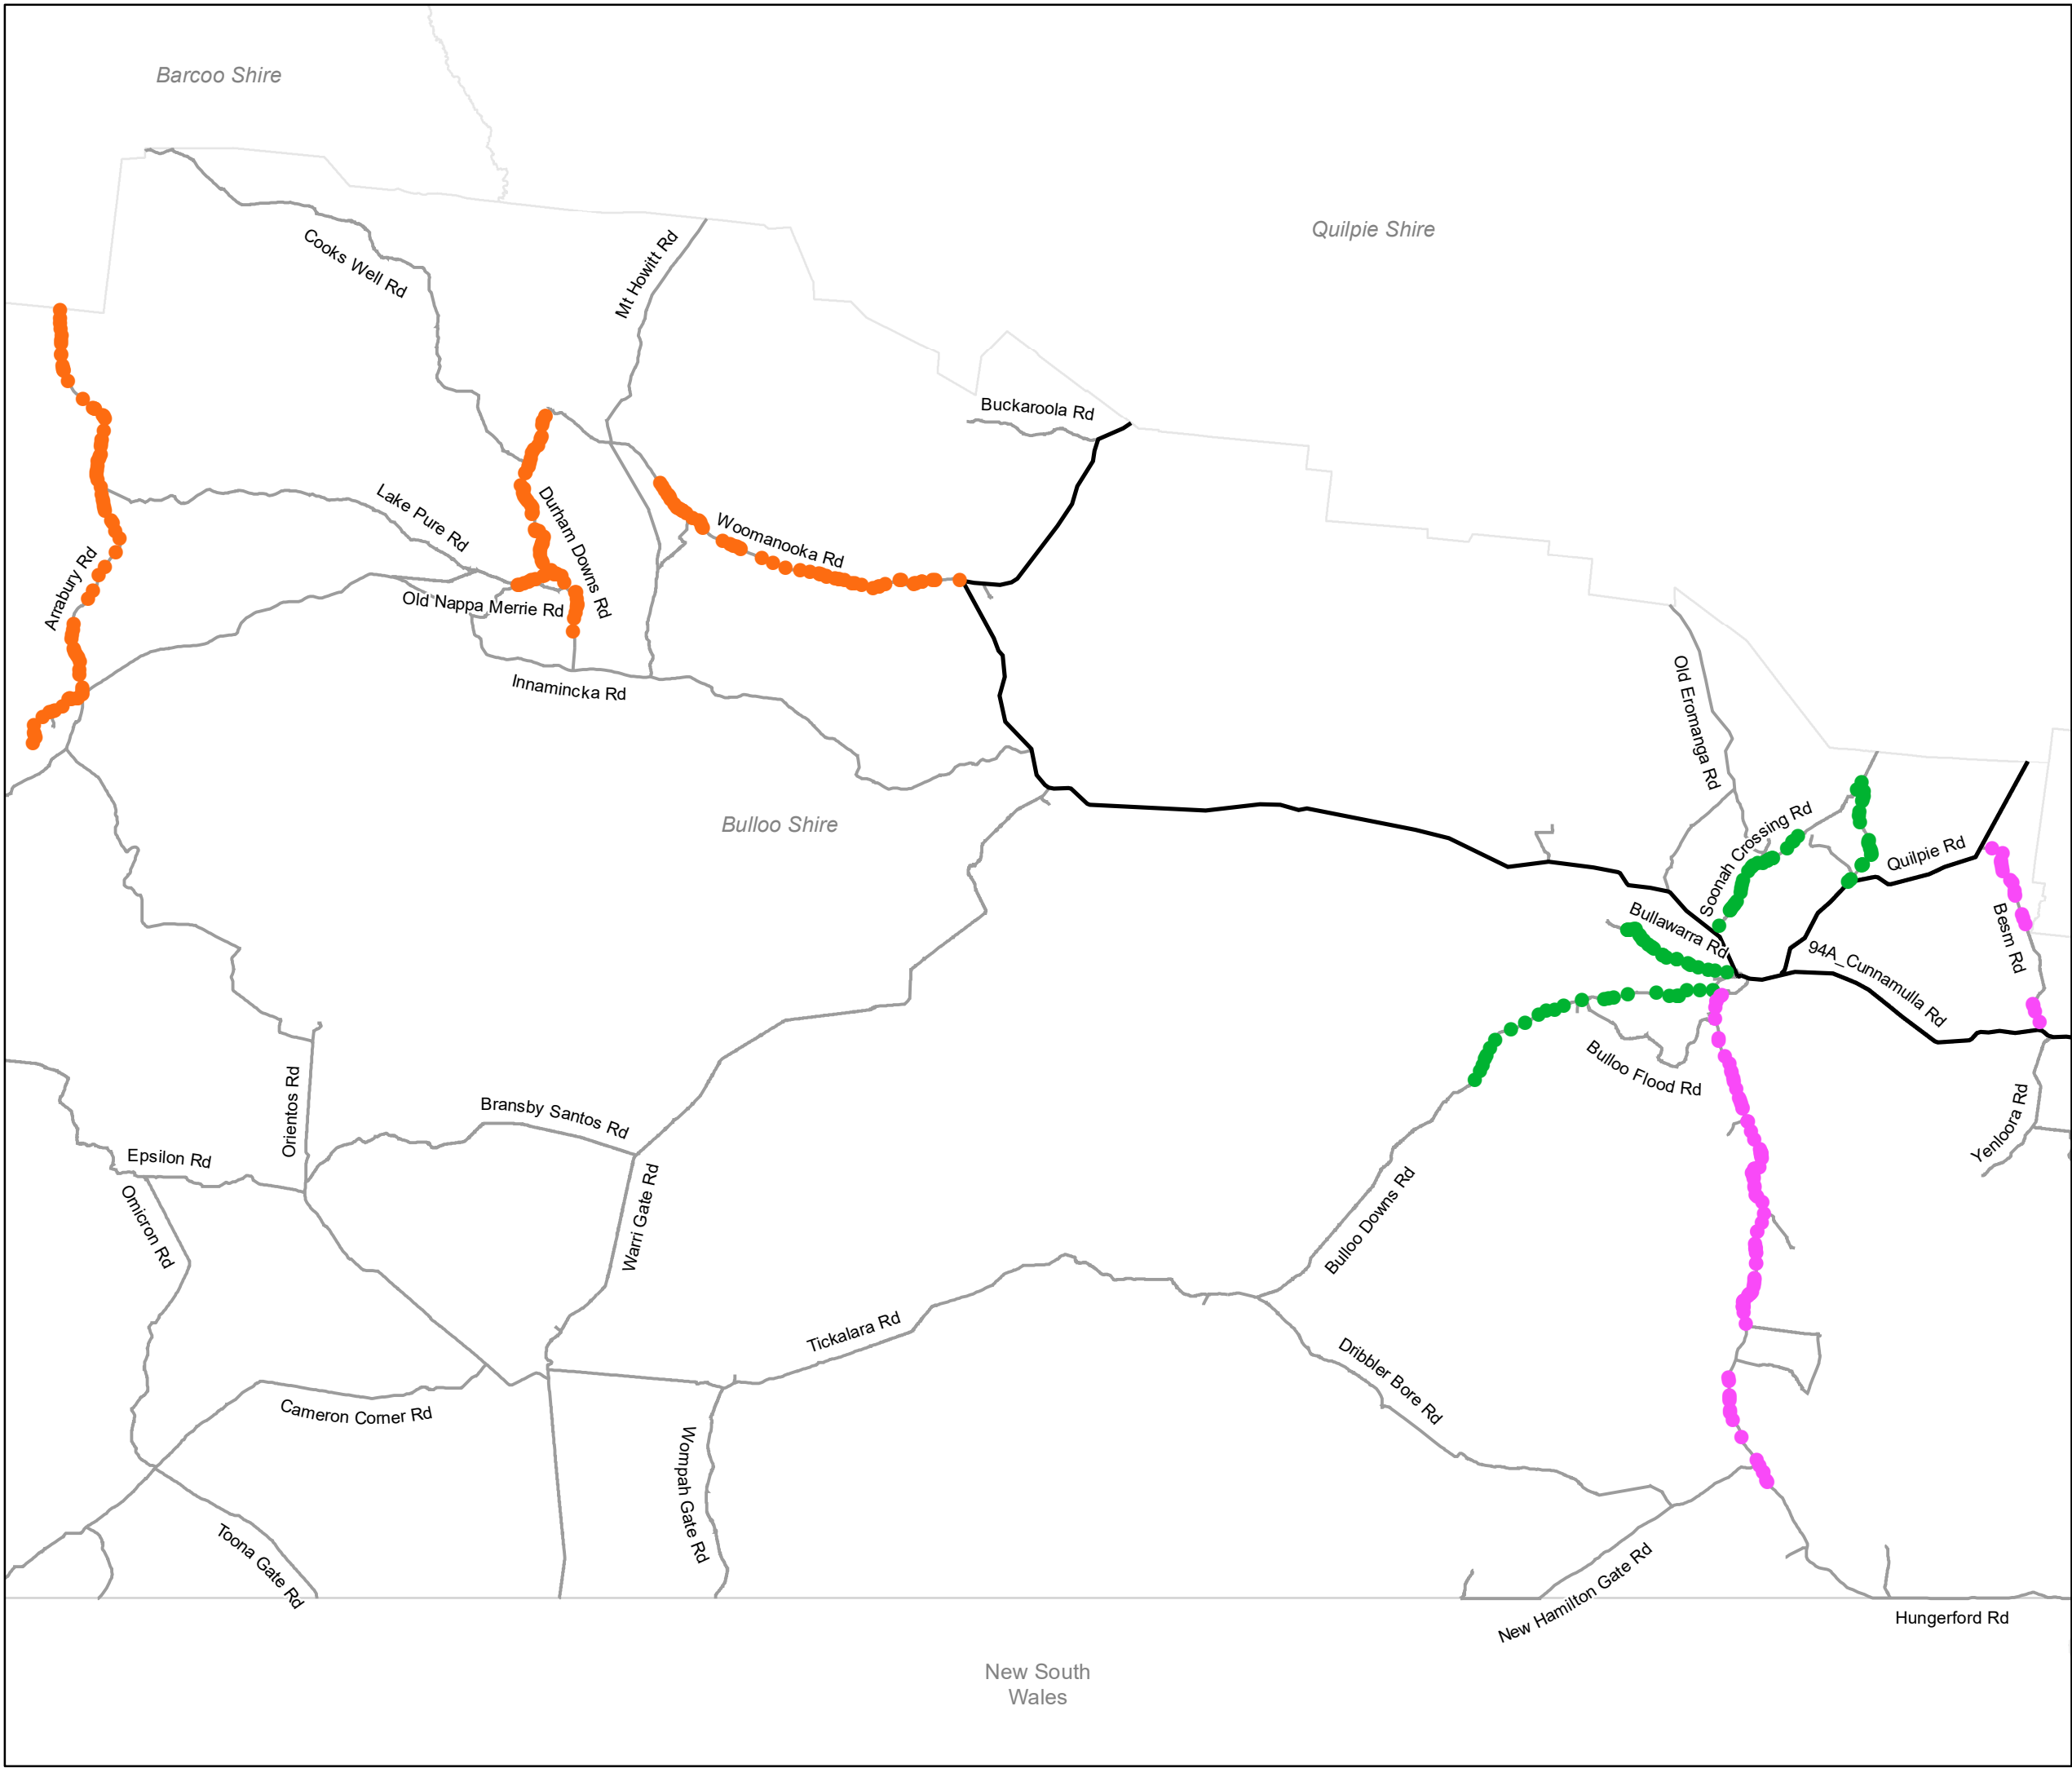 Barcoo Shire
Quilpie Shire
Cooks Well Rd
Mt Howitt Rd
Buckaroola Rd
Lake Pure Rd
Durham Downs Rd
Woomanooka Rd
Arrabury Rd
Old Nappa Merrie Rd
Innamincka Rd
Old Eromanga Rd
Bulloo Shire
Soonah Crossing Rd
Quilpie Rd
Bullawarra Rd
Besm Rd
94A_Cunnamulla Rd
Bulloo Flood Rd
Orientos Rd
Bransby Santos Rd
Yenloora Rd
Epsilon Rd
Omicron Rd
Warri Gate Rd
Bulloo Downs Rd
Tickalara Rd
Dribbler Bore Rd
Cameron Corner Rd
Wompah Gate Rd
Toona Gate Rd
New Hamilton Gate Rd
Hungerford Rd
New South
Wales